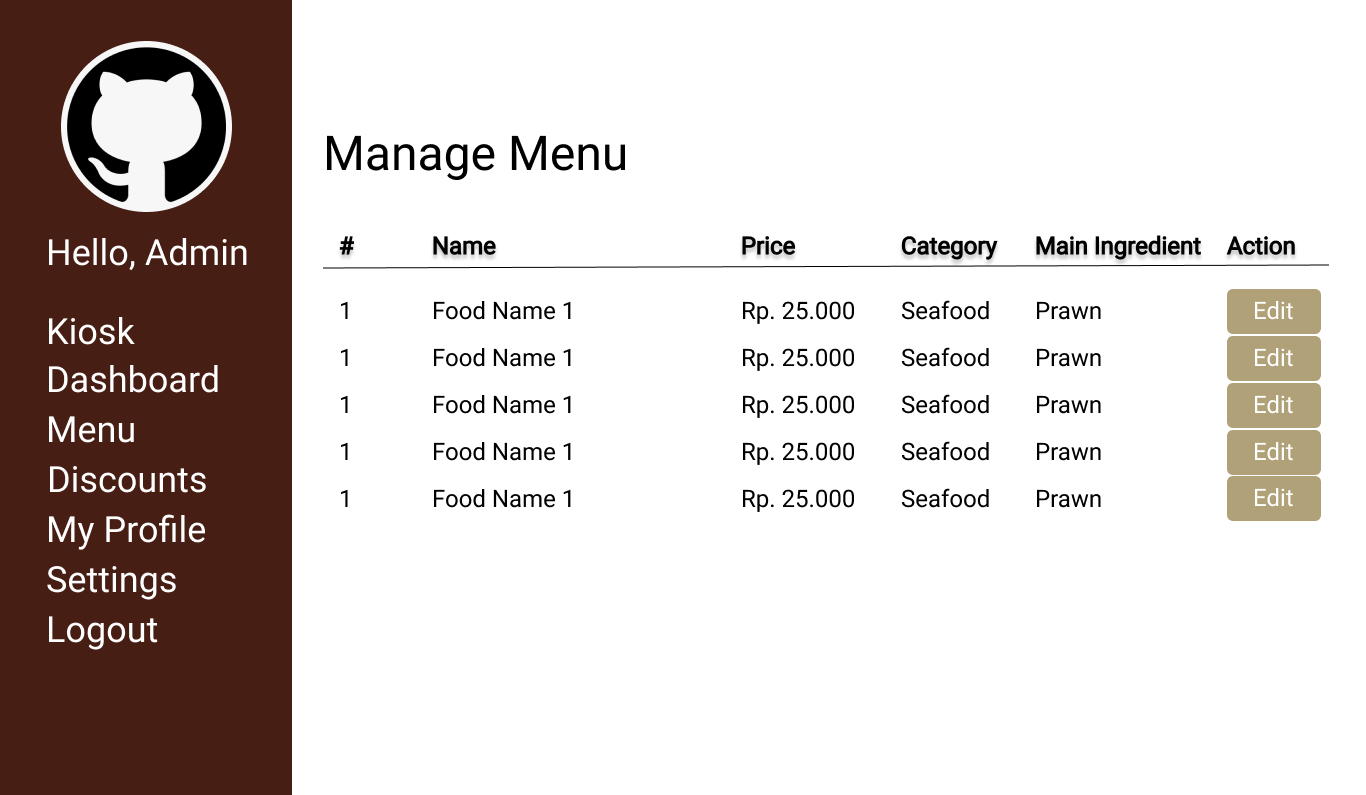 Hello, Admin
Kiosk
Dashboard
Menu
Discounts
My Profile
Settings
Logout
Manage Menu
# Name Price Category Main Ingredient Action
1 Food Name 1 Rp. 25.000 Seafood Prawn Edit
1 Food Name 1 Rp. 25.000 Seafood Prawn Edit
1 Food Name 1 Rp. 25.000 Seafood Prawn Edit
1 Food Name 1 Rp. 25.000 Seafood Prawn Edit
1 Food Name 1 Rp. 25.000 Seafood Prawn Edit